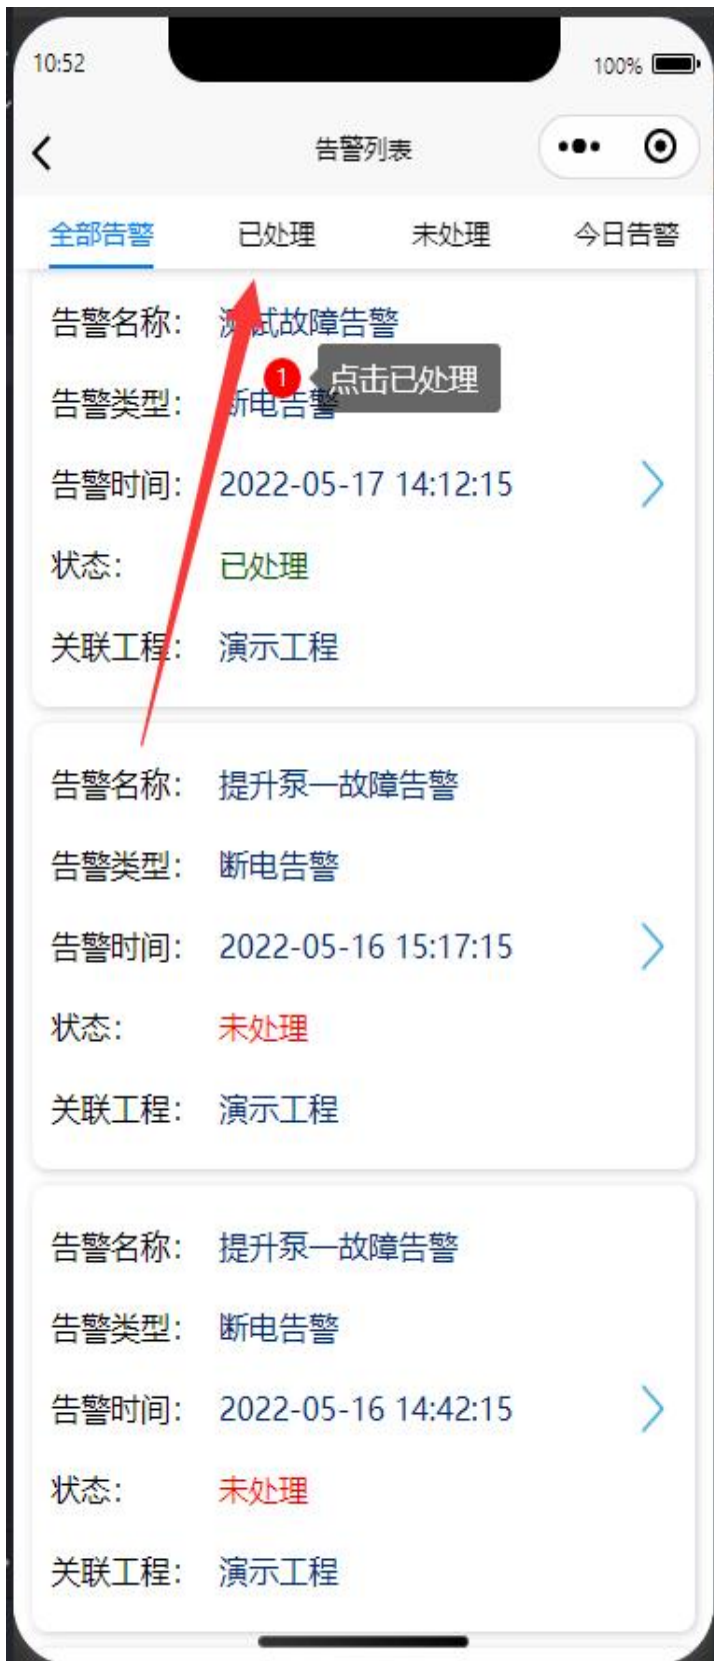 10:52 100%
告警列表
全部告警 已处理 未处理 今日告警
告警名称： 测试故障告警
1 点击已处理
告警类型： 断电告警
告警时间： 2022-05-17 14:12:15
状态： 已处理
关联工程： 演示工程
告警名称： 提升泵一故障告警
告警类型： 断电告警
告警时间： 2022-05-16 15:17:15
状态： 未处理
关联工程： 演示工程
告警名称： 提升泵一故障告警
告警类型： 断电告警
告警时间： 2022-05-16 14:42:15
状态： 未处理
关联工程： 演示工程